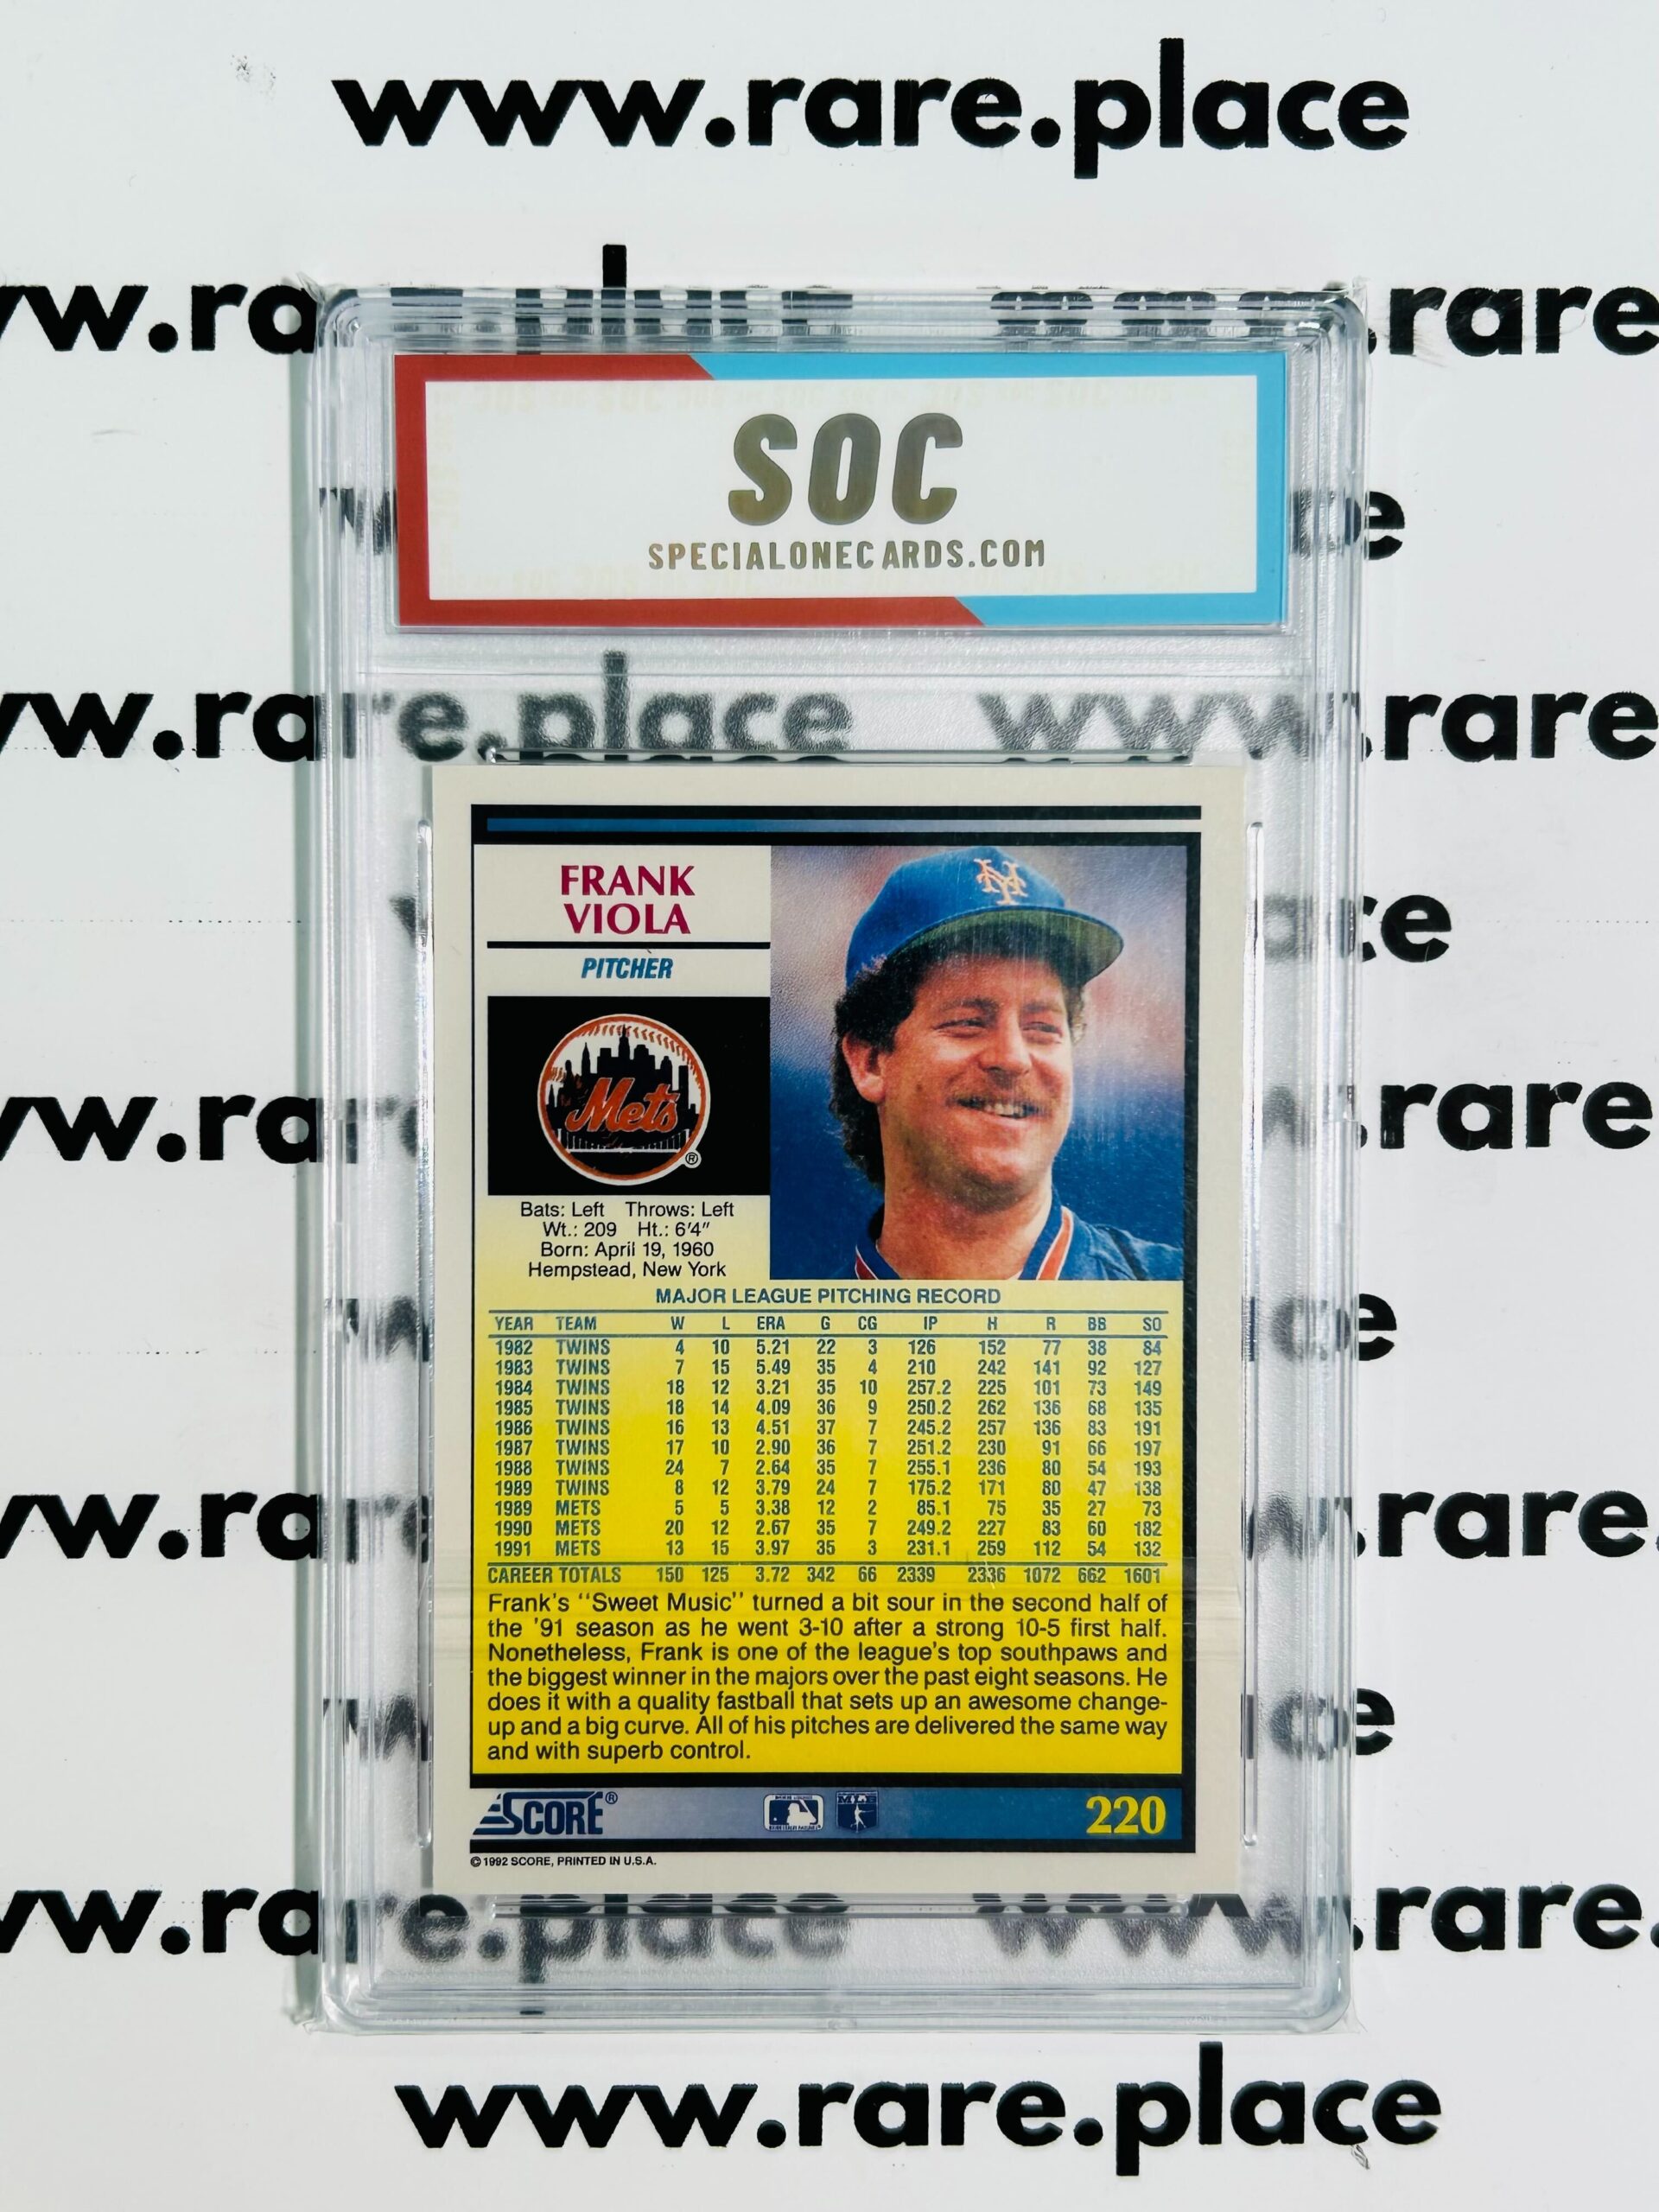 www.rare.place
SOC
SPECIALONECARDS.COM
www.rare
FRANK
VIOLA
PITCHER
Mets
®
Bats: Left Throws: Left
Wt.: 209 Ht.: 6'4"
Born: April 19, 1960
Hempstead, New York
MAJOR LEAGUE PITCHING RECORD
YEAR TEAM W L ERA G CG IP H R BB SO
1982 TWINS 4 10 5.21 22 3 126 152 77 38 84
1983 TWINS 7 15 5.49 35 4 210 242 141 92 127
1984 TWINS 18 12 3.21 35 10 257.2 225 101 73 149
1985 TWINS 18 14 4.09 36 9 250.2 262 136 68 135
1986 TWINS 16 13 4.51 37 7 245.2 257 136 83 191
1987 TWINS 17 10 2.90 36 7 251.2 230 91 66 197
1988 TWINS 24 7 2.64 35 7 255.1 236 80 54 193
1989 TWINS 8 12 3.79 24 7 175.2 171 80 47 138
1989 METS 5 5 3.38 12 2 85.1 75 35 27 73
1990 METS 20 12 2.67 35 7 249.2 227 83 60 182
1991 METS 13 15 3.97 35 3 231.1 259 112 54 132
CAREER TOTALS 150 125 3.72 342 66 2339 2336 1072 662 1601
Frank's "Sweet Music" turned a bit sour in the second half of
the '91 season as he went 3-10 after a strong 10-5 first half.
Nonetheless, Frank is one of the league's top southpaws and
the biggest winner in the majors over the past eight seasons. He
does it with a quality fastball that sets up an awesome change-
up and a big curve. All of his pitches are delivered the same way
and with superb control.
SCORE® 220
© 1992 SCORE, PRINTED IN U.S.A.
www.rare.place